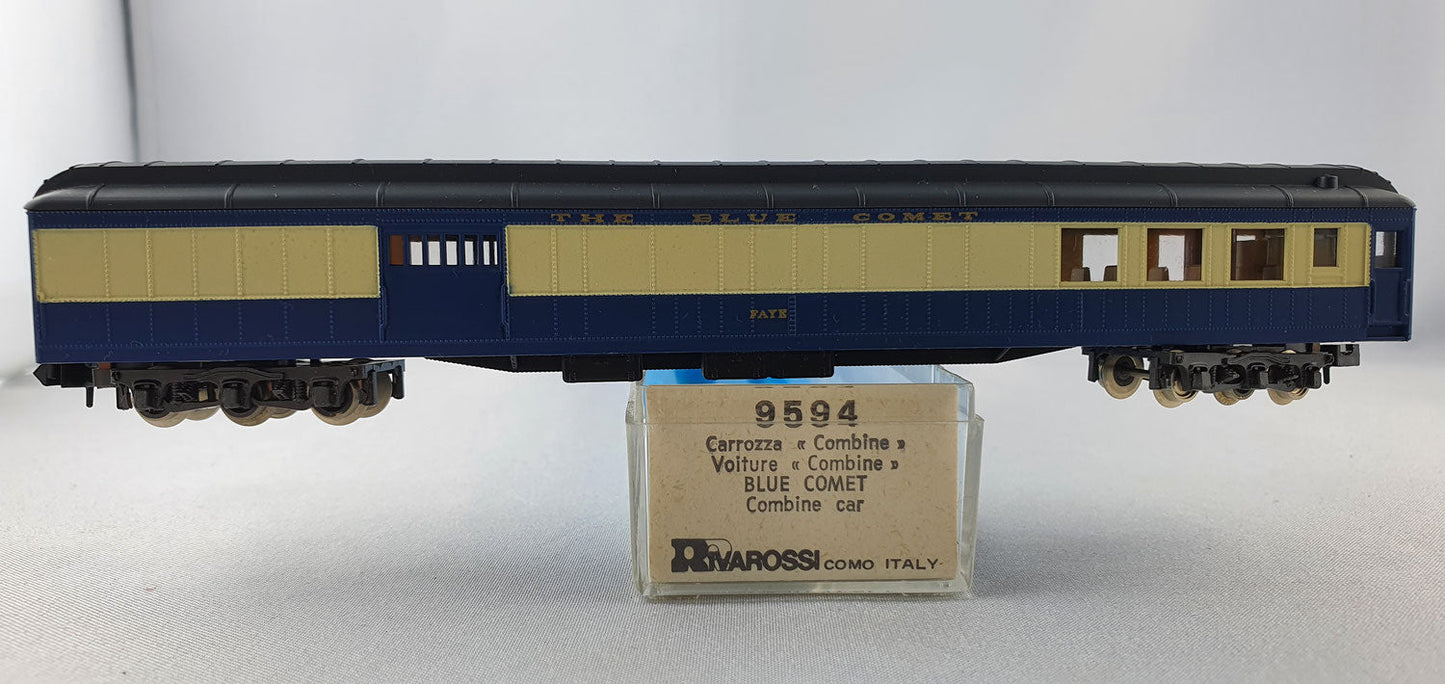 THE BLUE COMET
FAYE
9594
Carrozza « Combine »
Voiture « Combine »
BLUE COMET
Combine car
RIVAROSSI COMO ITALY